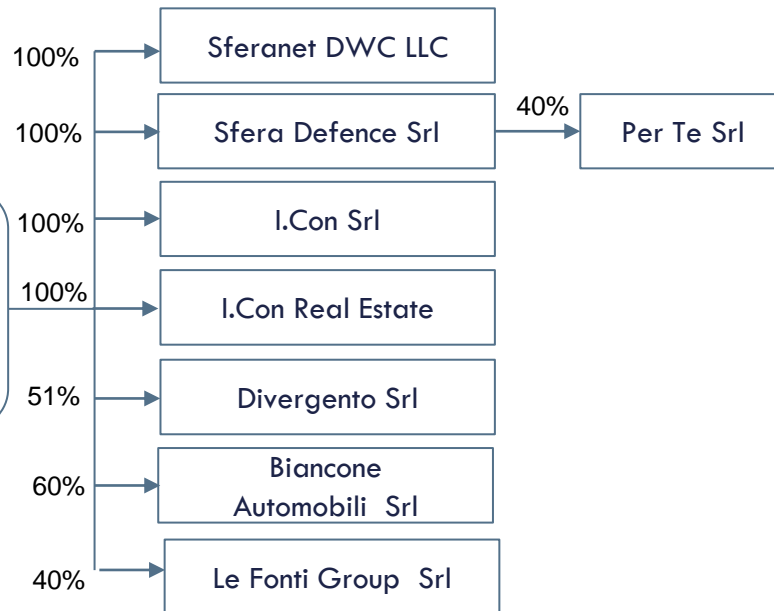 100% Sferanet DWC LLC
100% Sfera Defence Srl 40% Per Te Srl
100% I.Con Srl
100% I.Con Real Estate
51% Divergento Srl
60% Biancone
Automobili Srl
40% Le Fonti Group Srl